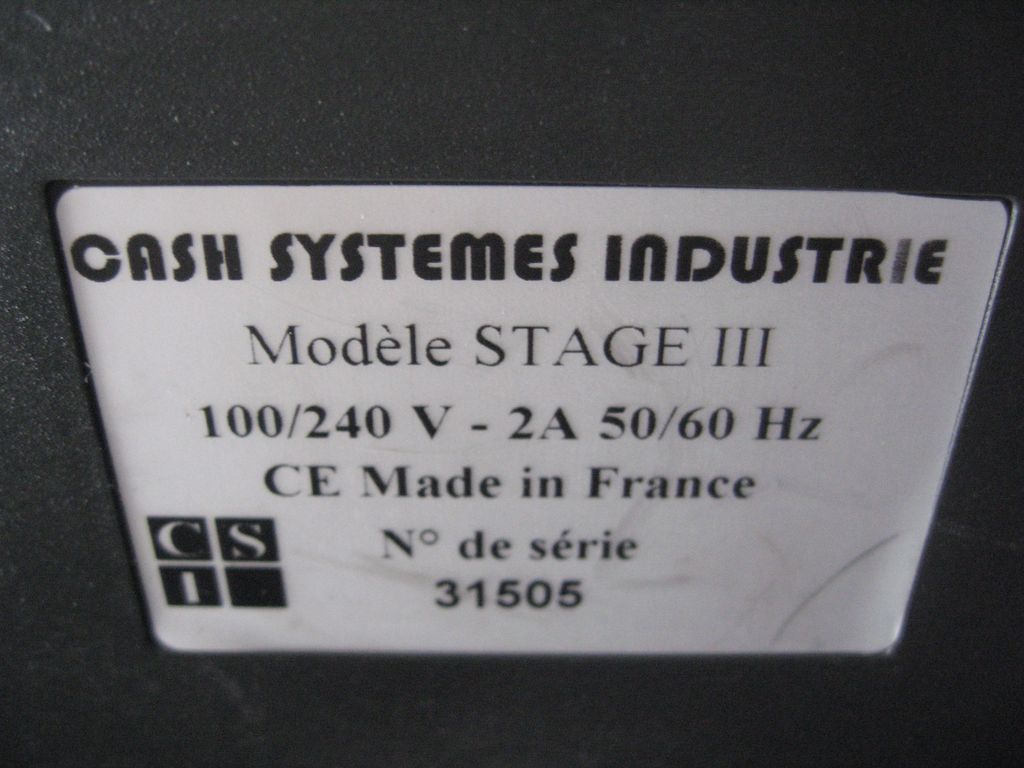 CASH SYSTEMES INDUSTRIE
Modèle STAGE III
100/240 V - 2A 50/60 Hz
CE Made in France
CS
I
N° de série
31505